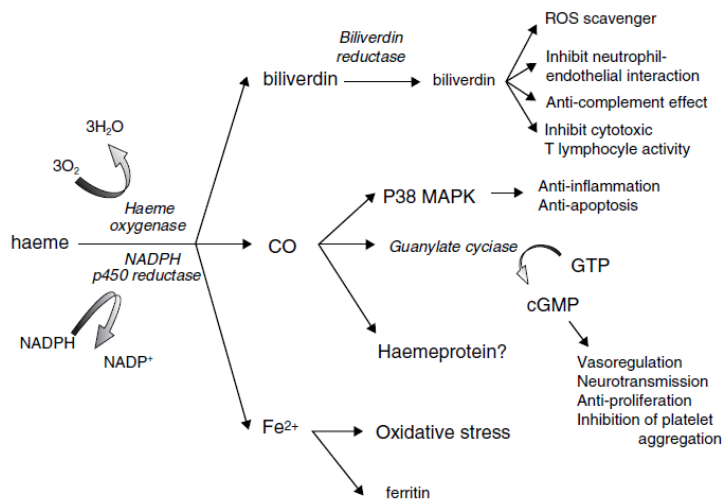 ROS scavenger
Biliverdin
reductase
biliverdin
biliverdin
Inhibit neutrophil-
endothelial interaction
Anti-complement effect
Inhibit cytotoxic
T lymphocyle activity
3H₂O
3O₂
Haeme
oxygenase
haeme
NADPH
p450 reductase
NADPH
NADP⁺
CO
P38 MAPK
Anti-inflammation
Anti-apoptosis
Guanylate cyciase
GTP
cGMP
Haemeprotein?
Vasoregulation
Neurotransmission
Anti-proliferation
Inhibition of platelet
aggregation
Fe²⁺
Oxidative stress
ferritin